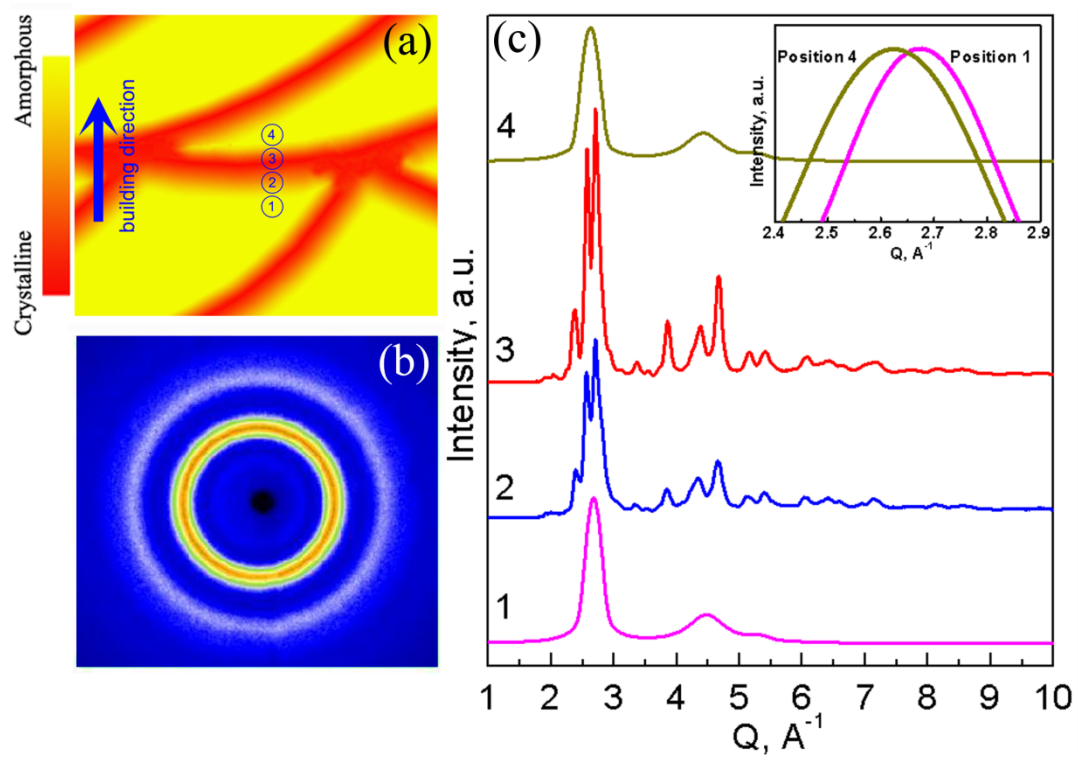 Amorphous
Crystalline
(a)
building direction
4
3
2
1
(b)
(c)
Intensity, a.u.
4
3
2
1
1 2 3 4 5 6 7 8 9 10
Q, A-1
Position 4
Position 1
Intensity, a.u.
2.4 2.5 2.6 2.7 2.8 2.9
Q, A-1